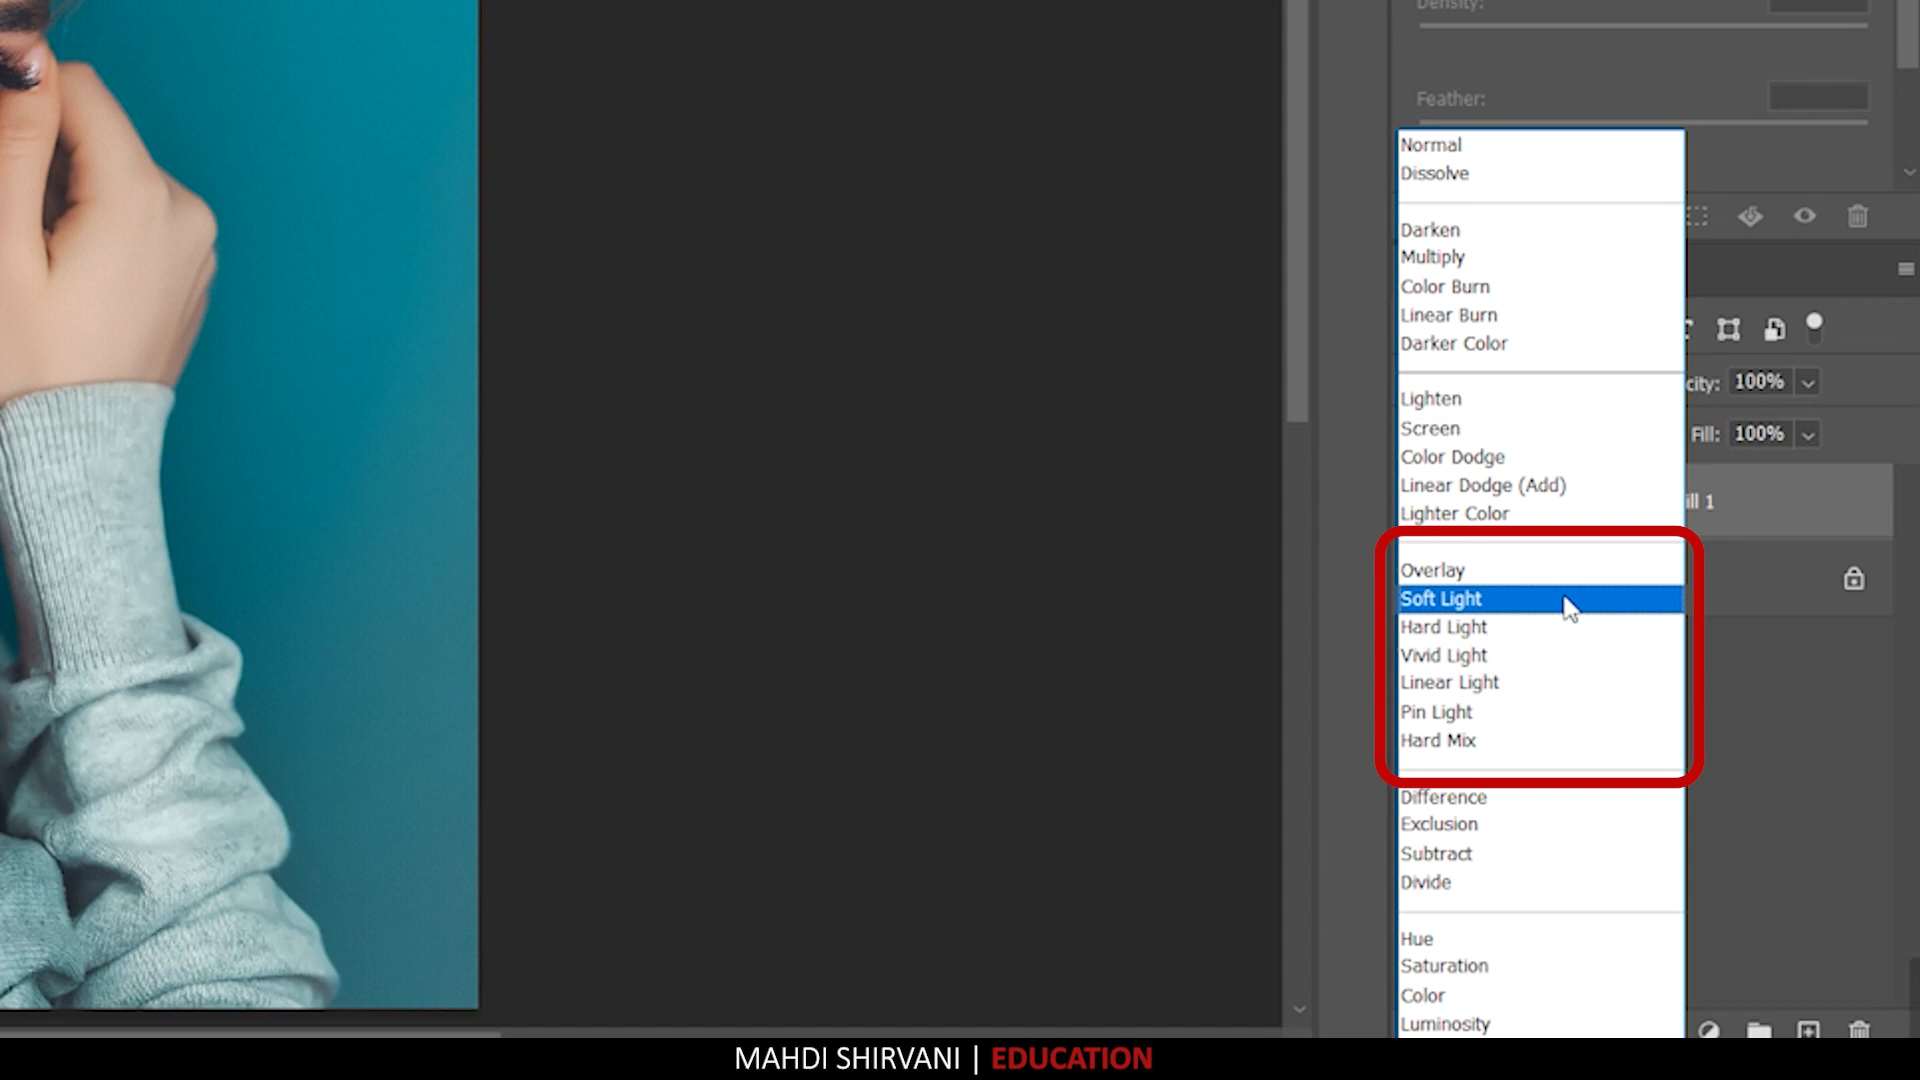 Density:
Feather:
Normal
Dissolve
Darken
Multiply
Color Burn
Linear Burn
Darker Color
Lighten
Screen
Color Dodge
Linear Dodge (Add)
Lighter Color
Overlay
Soft Light
Hard Light
Vivid Light
Linear Light
Pin Light
Hard Mix
Difference
Exclusion
Subtract
Divide
Hue
Saturation
Color
Luminosity
city: 100%
Fill: 100%
ill 1
MAHDI SHIRVANI | EDUCATION